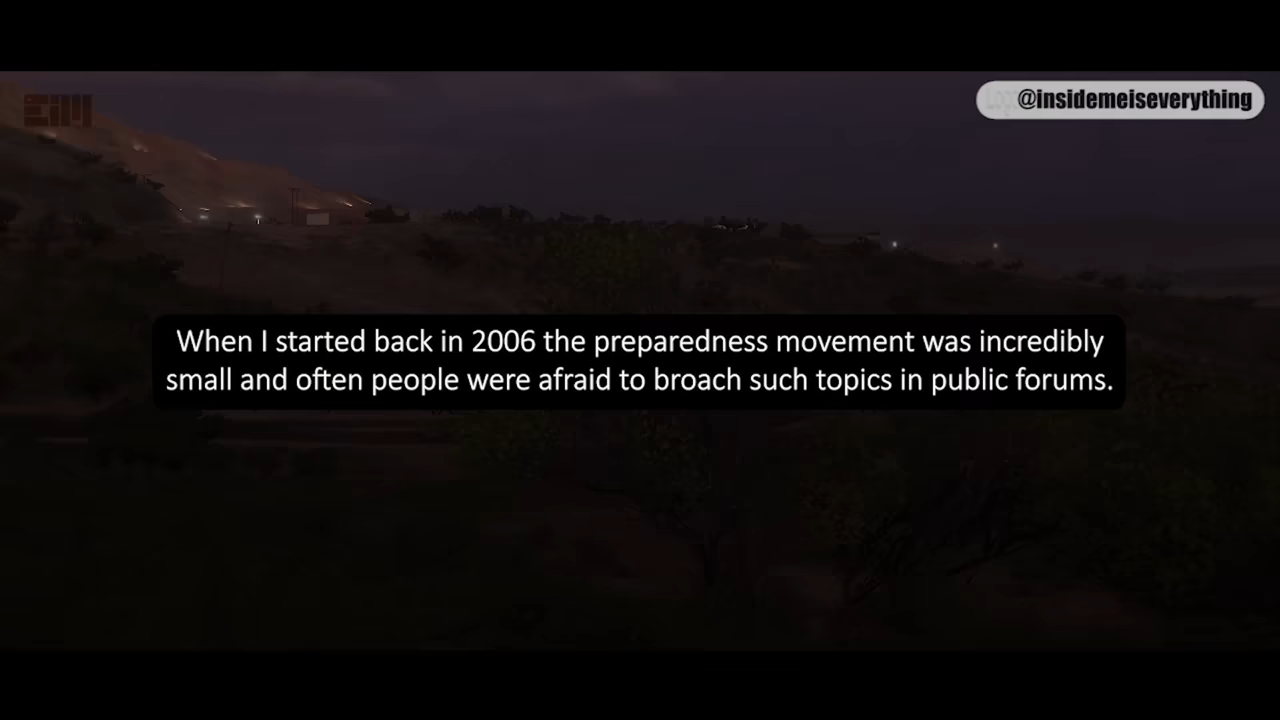 @insidemeiseverything
When I started back in 2006 the preparedness movement was incredibly
small and often people were afraid to broach such topics in public forums.